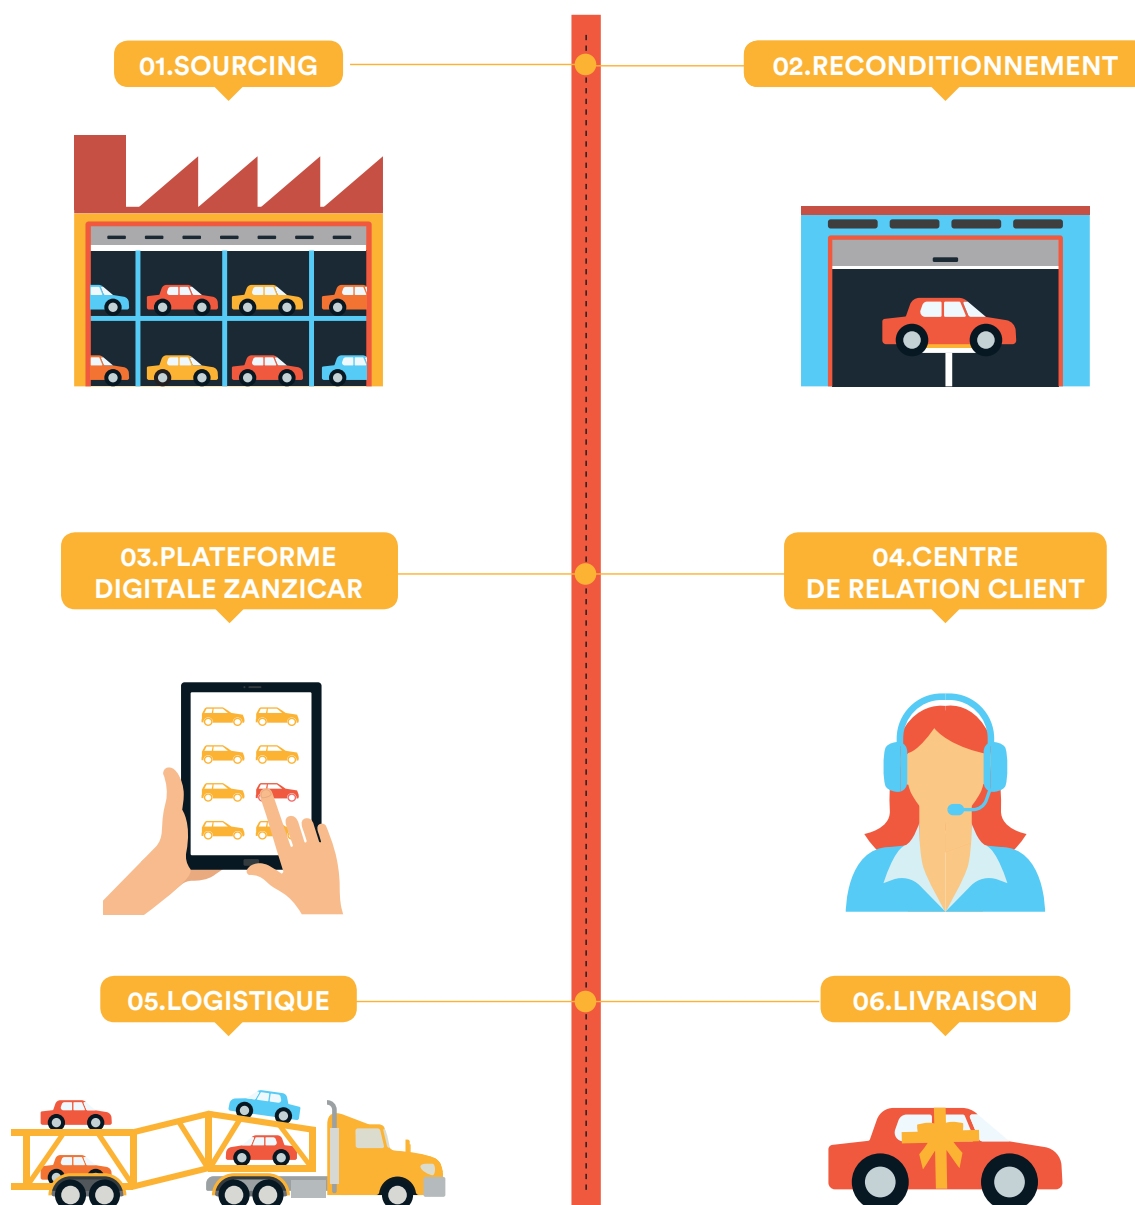 01.SOURCING
02.RECONDITIONNEMENT
03.PLATEFORME
DIGITALE ZANZICAR
04.CENTRE
DE RELATION CLIENT
05.LOGISTIQUE
06.LIVRAISON